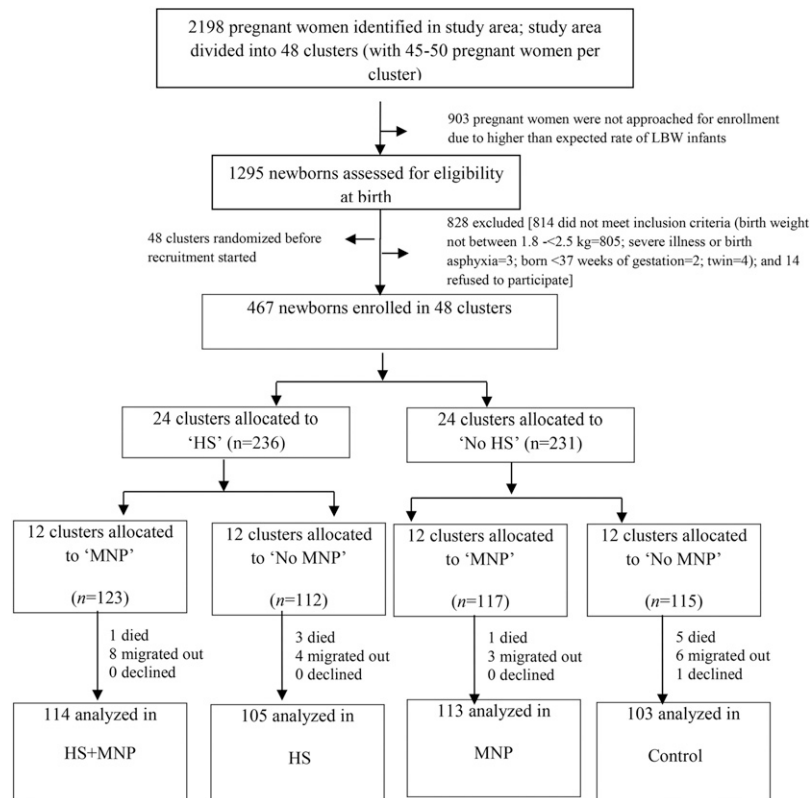 2198 pregnant women identified in study area; study area
divided into 48 clusters (with 45-50 pregnant women per
cluster)
903 pregnant women were not approached for enrollment
due to higher than expected rate of LBW infants
1295 newborns assessed for eligibility
at birth
48 clusters randomized before
recruitment started
828 excluded [814 did not meet inclusion criteria (birth weight
not between 1.8 -<2.5 kg=805; severe illness or birth
asphyxia=3; born <37 weeks of gestation=2; twin=4); and 14
refused to participate]
467 newborns enrolled in 48 clusters
24 clusters allocated to
‘HS’ (n=236)
24 clusters allocated to
‘No HS’ (n=231)
12 clusters allocated
to ‘MNP’
(n=123)
12 clusters allocated
to ‘No MNP’
(n=112)
12 clusters allocated
to ‘MNP’
(n=117)
12 clusters allocated
to ‘No MNP’
(n=115)
1 died
8 migrated out
0 declined
3 died
4 migrated out
0 declined
1 died
3 migrated out
0 declined
5 died
6 migrated out
1 declined
114 analyzed in
HS+MNP
105 analyzed in
HS
113 analyzed in
MNP
103 analyzed in
Control